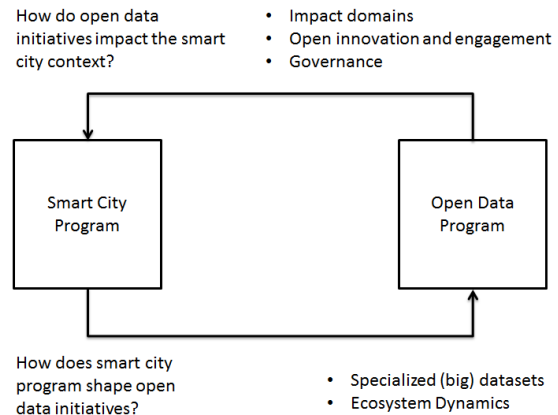 How do open data
initiatives impact the smart
city context?
• Impact domains
• Open innovation and engagement
• Governance
Smart City
Program
Open Data
Program
How does smart city
program shape open
data initiatives?
• Specialized (big) datasets
• Ecosystem Dynamics